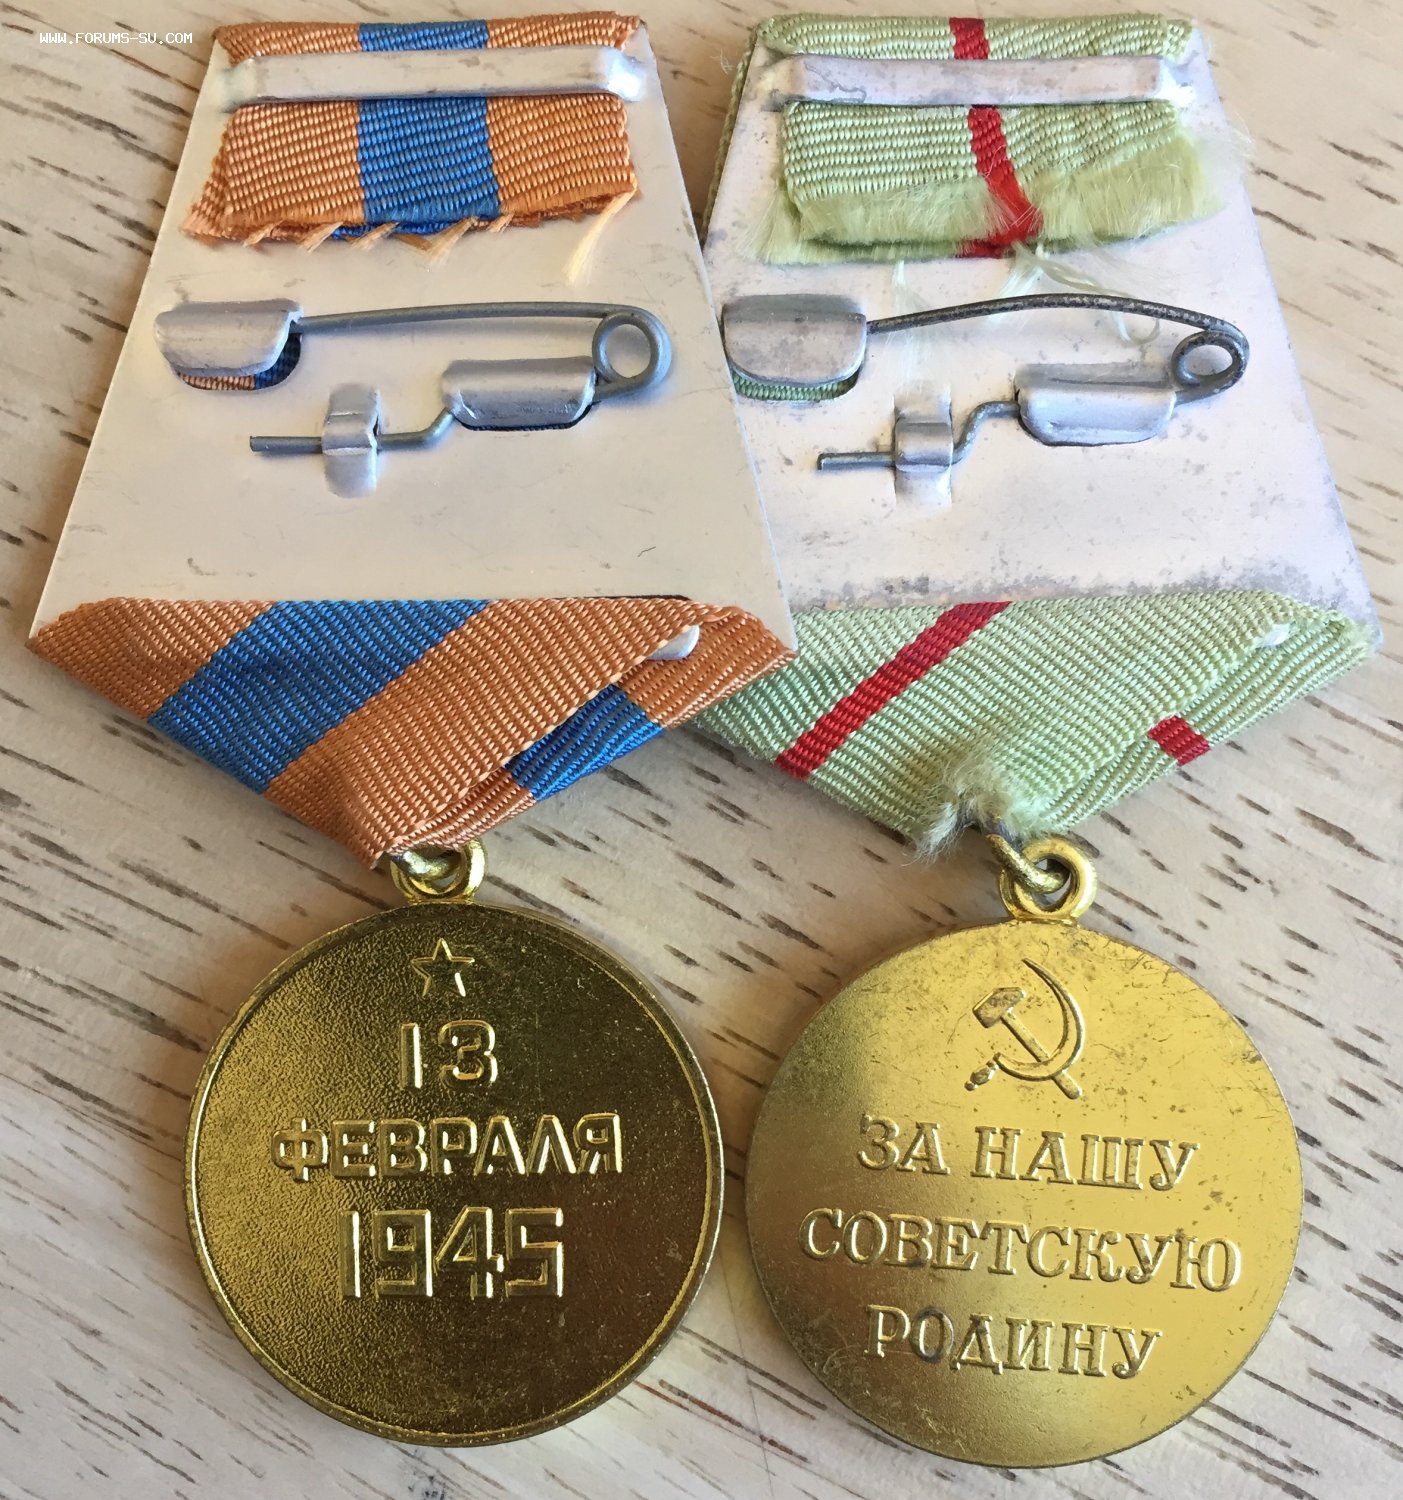 WWW.FORUMS-SU.COM
13
ФЕВРАЛЯ
1945
ЗА НАШУ
СОВЕТСКУЮ
РОДИНУ